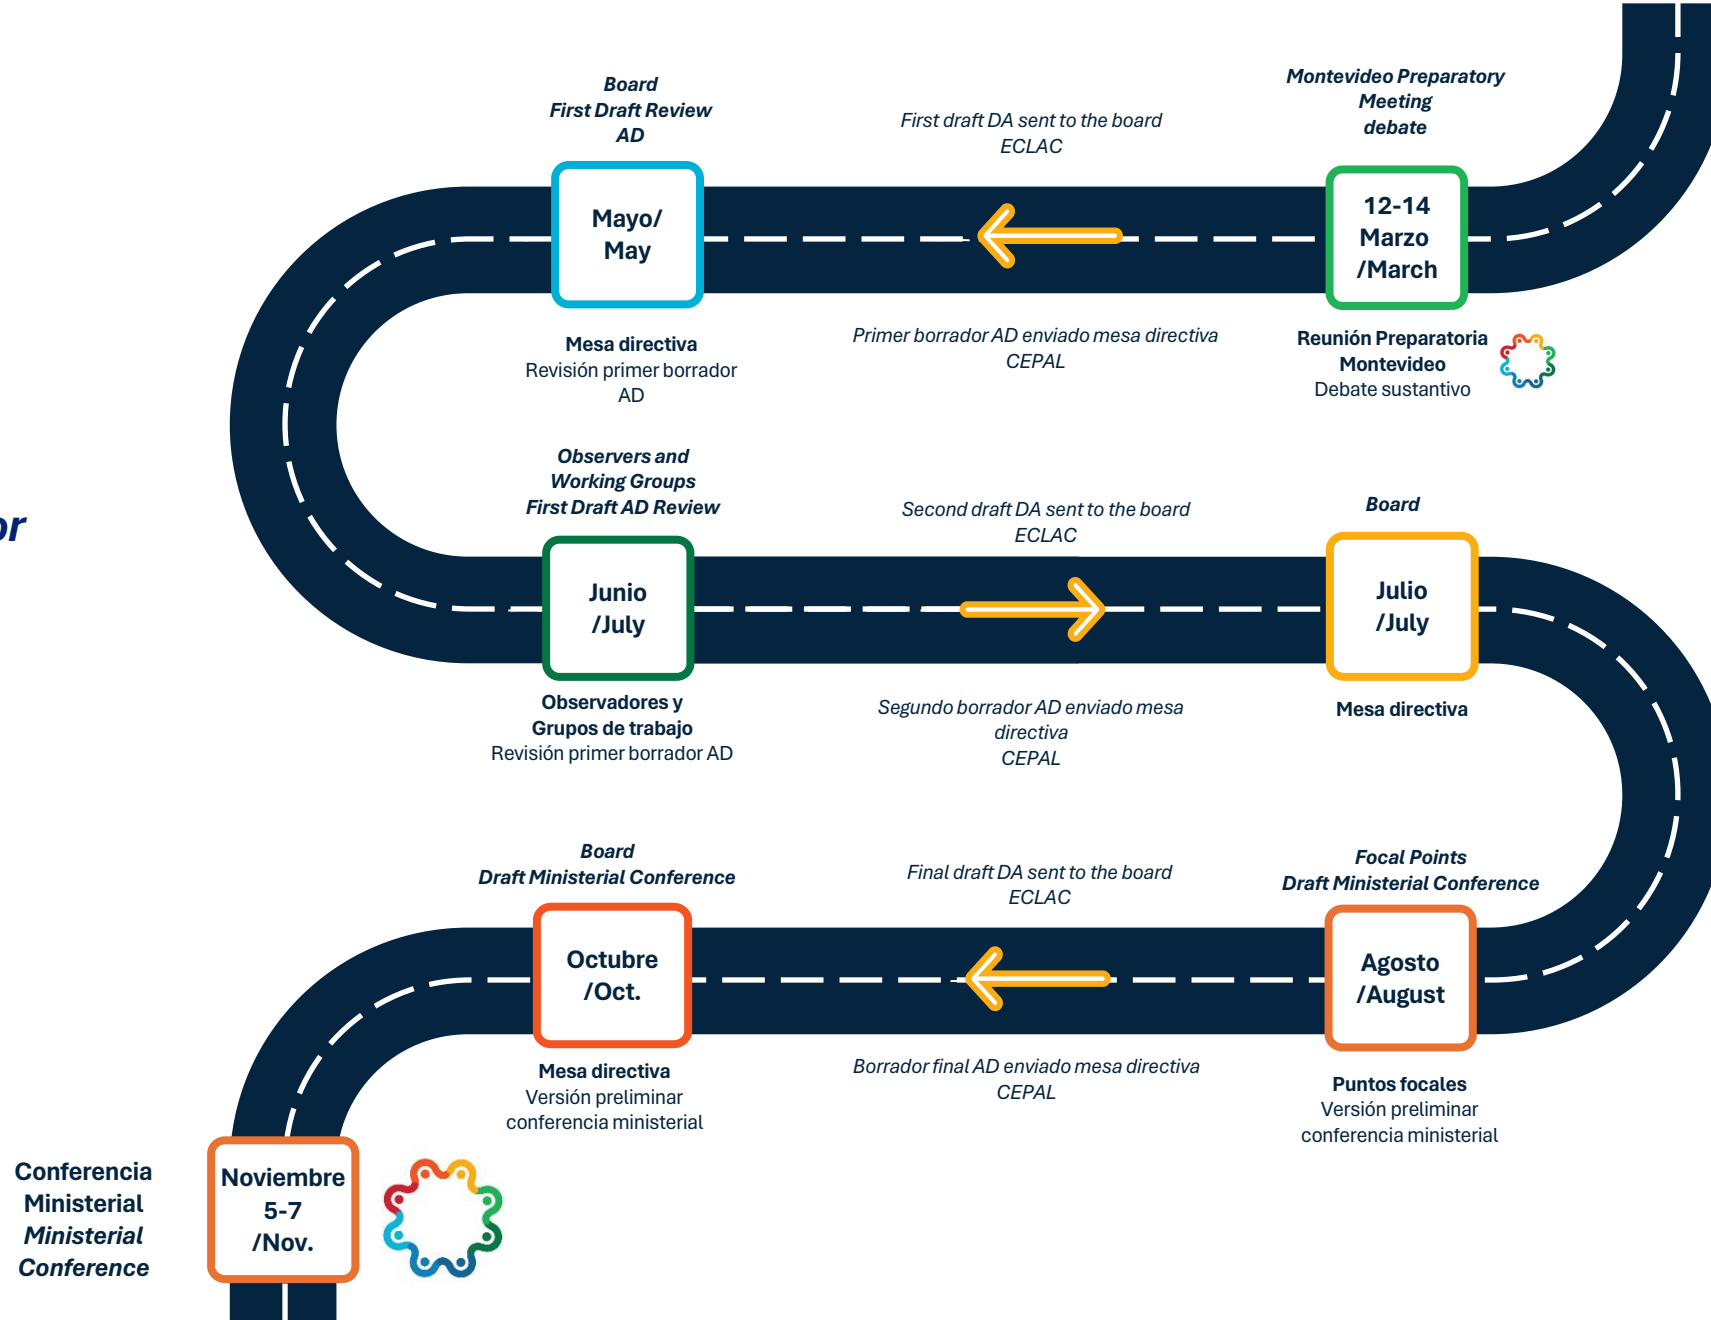 Montevideo Preparatory
Meeting
debate
12-14
Marzo
/March
Reunión Preparatoria
Montevideo
Debate sustantivo
First draft DA sent to the board
ECLAC
Primer borrador AD enviado mesa directiva
CEPAL
Board
First Draft Review
AD
Mayo/
May
Mesa directiva
Revisión primer borrador
AD
or
Observers and
Working Groups
First Draft AD Review
Junio
/July
Observadores y
Grupos de trabajo
Revisión primer borrador AD
Second draft DA sent to the board
ECLAC
Segundo borrador AD enviado mesa
directiva
CEPAL
Board
Julio
/July
Mesa directiva
Focal Points
Draft Ministerial Conference
Agosto
/August
Puntos focales
Versión preliminar
conferencia ministerial
Final draft DA sent to the board
ECLAC
Borrador final AD enviado mesa directiva
CEPAL
Board
Draft Ministerial Conference
Octubre
/Oct.
Mesa directiva
Versión preliminar
conferencia ministerial
Conferencia
Ministerial
Ministerial
Conference
Noviembre
5-7
/Nov.